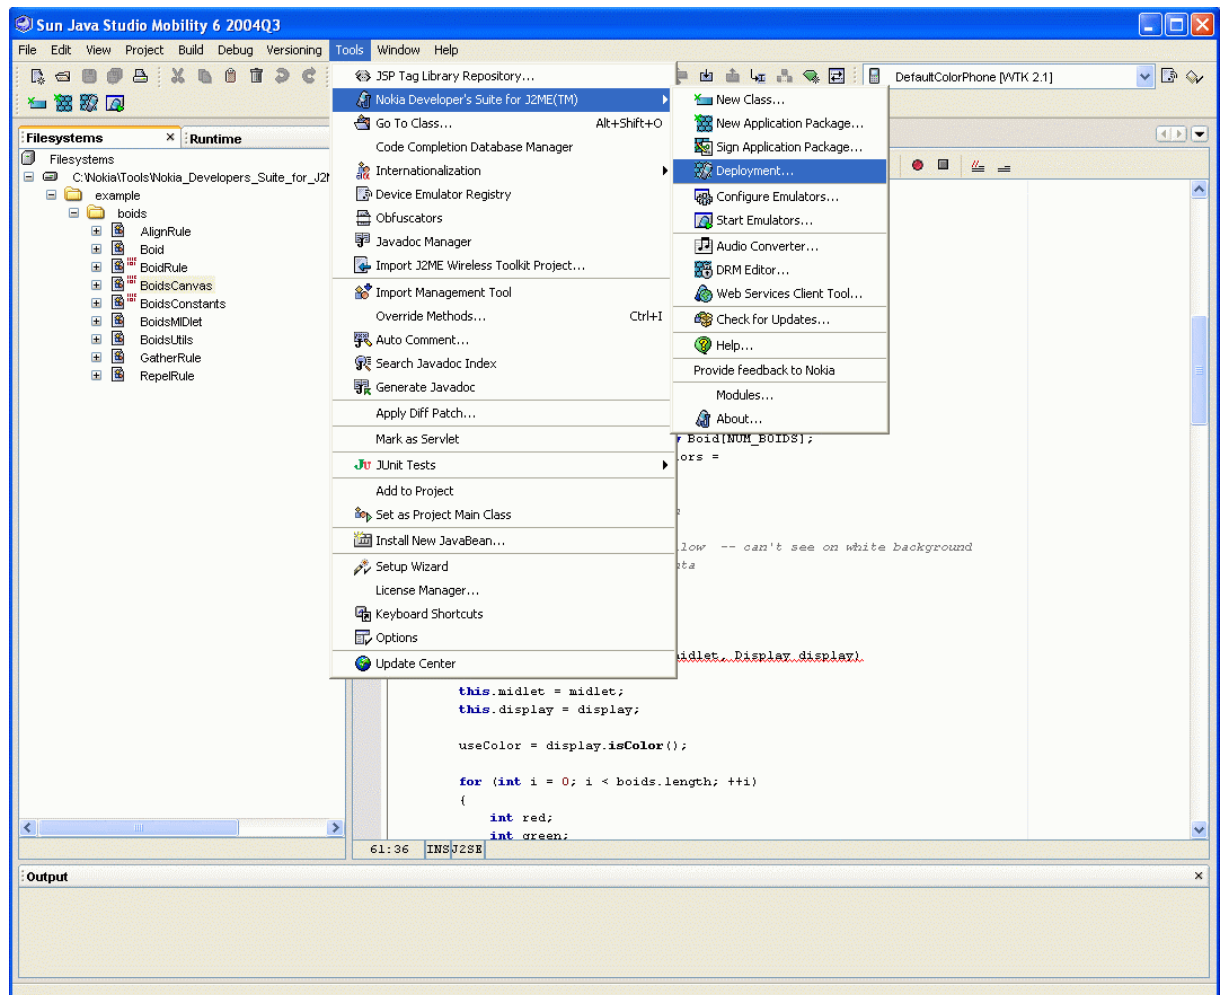 Sun Java Studio Mobility 6 2004Q3
File Edit View Project Build Debug Versioning Tools Window Help
DefaultColorPhone [WTK 2.1]
Filesystems
Runtime
Filesystems
C:\Nokia\Tools\Nokia_Developers_Suite_for_J2M
example
boids
AlignRule
Boid
BoidRule
BoidsCanvas
BoidsConstants
BoidsMIDlet
BoidsUtils
GatherRule
RepelRule
JSP Tag Library Repository...
Nokia Developer's Suite for J2ME(TM)
Go To Class... Alt+Shift+O
Code Completion Database Manager
Internationalization
Device Emulator Registry
Obfuscators
Javadoc Manager
Import J2ME Wireless Toolkit Project...
Import Management Tool
Override Methods... Ctrl+I
Auto Comment...
Search Javadoc Index
Generate Javadoc
Apply Diff Patch...
Mark as Servlet
JUnit Tests
Add to Project
Set as Project Main Class
Install New JavaBean...
Setup Wizard
License Manager...
Keyboard Shortcuts
Options
Update Center
New Class...
New Application Package...
Sign Application Package...
Deployment...
Configure Emulators...
Start Emulators...
Audio Converter...
DRM Editor...
Web Services Client Tool...
Check for Updates...
Help...
Provide feedback to Nokia
Modules...
About...
Boid[NUM_BOIDS];
ors =
low -- can't see on white background
nta
midlet, Display display)
this.midlet = midlet;
this.display = display;
useColor = display.isColor();
for (int i = 0; i < boids.length; ++i)
{
int red;
int green;
61:36 INS J2SE
Output